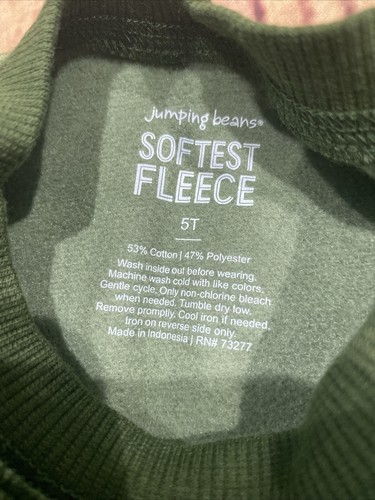 jumping beans®
SOFTEST
FLEECE
5T
53% Cotton | 47% Polyester
Wash inside out before wearing.
Machine wash cold with like colors.
Gentle cycle. Only non-chlorine bleach
when needed. Tumble dry low.
Remove promptly. Cool iron if needed.
Iron on reverse side only.
Made in Indonesia | RN# 73277